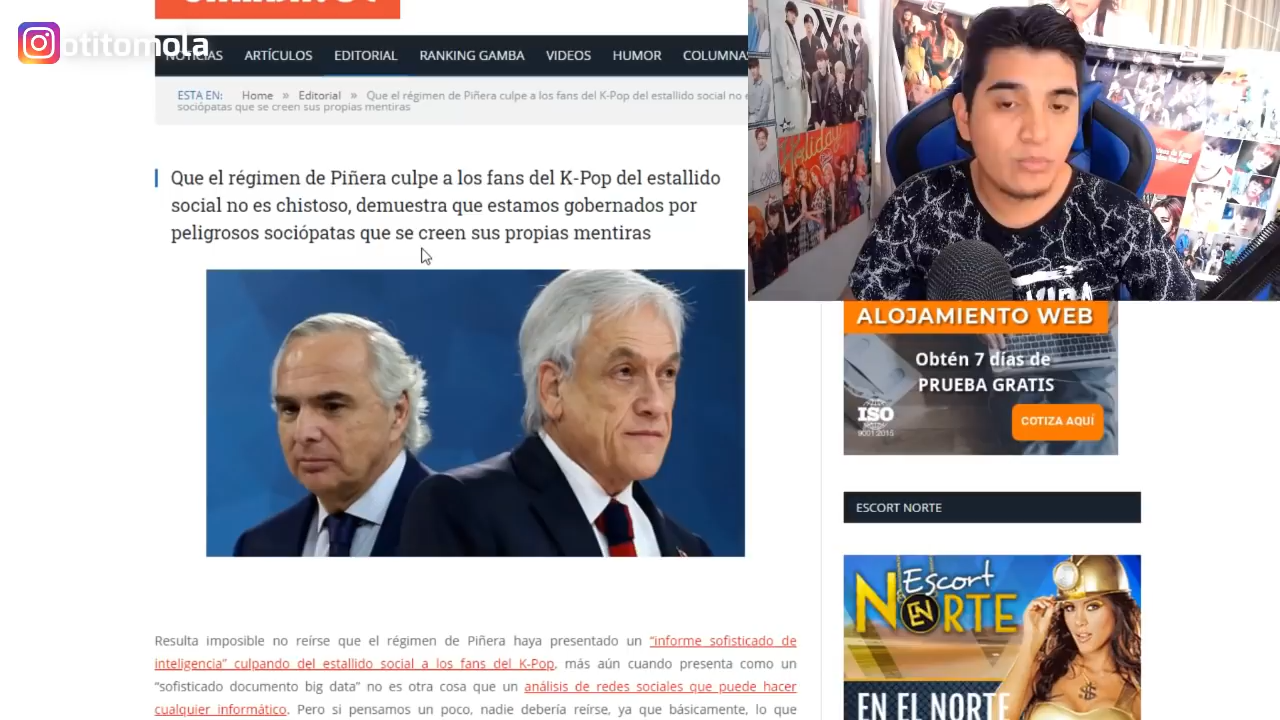 otitomola
NOTICIAS ARTÍCULOS EDITORIAL RANKING GAMBA VIDEOS HUMOR COLUMNAS
ESTA EN: Home » Editorial » Que el régimen de Piñera culpe a los fans del K-Pop del estallido social no e
sociópatas que se creen sus propias mentiras
Que el régimen de Piñera culpe a los fans del K-Pop del estallido
social no es chistoso, demuestra que estamos gobernados por
peligrosos sociópatas que se creen sus propias mentiras
Holiday!
ALOJAMIENTO WEB
Obtén 7 días de
PRUEBA GRATIS
ISO
9001:2015
COTIZA AQUÍ
ESCORT NORTE
Escort
EN
NORTE
EN EL NORTE
Resulta imposible no reírse que el régimen de Piñera haya presentado un “informe sofisticado de
inteligencia” culpando del estallido social a los fans del K-Pop, más aún cuando presenta como un
“sofisticado documento big data” no es otra cosa que un análisis de redes sociales que puede hacer
cualquier informático. Pero si pensamos un poco, nadie debería reírse, ya que básicamente, lo que